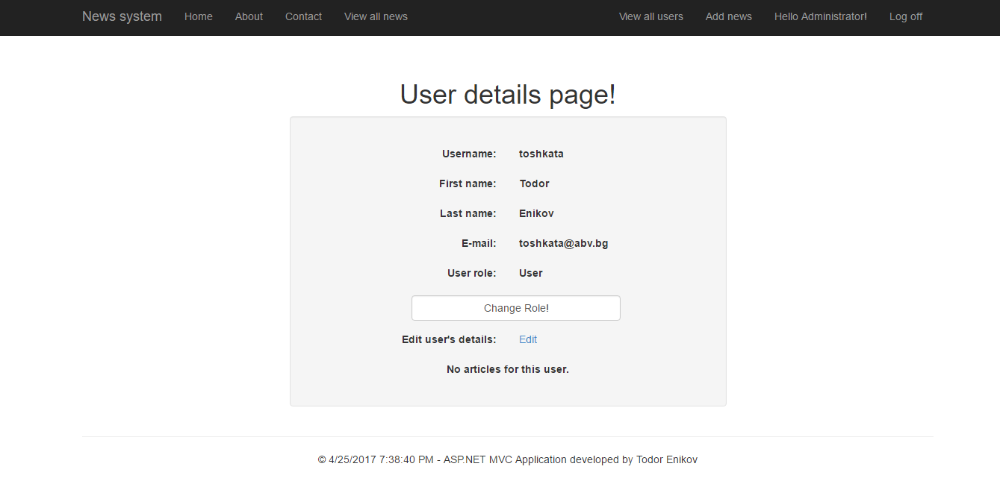 News system Home About Contact View all news View all users Add news Hello Administrator! Log off
User details page!
Username: toshkata
First name: Todor
Last name: Enikov
E-mail: toshkata@abv.bg
User role: User
Change Role!
Edit user's details: Edit
No articles for this user.
© 4/25/2017 7:38:40 PM - ASP.NET MVC Application developed by Todor Enikov